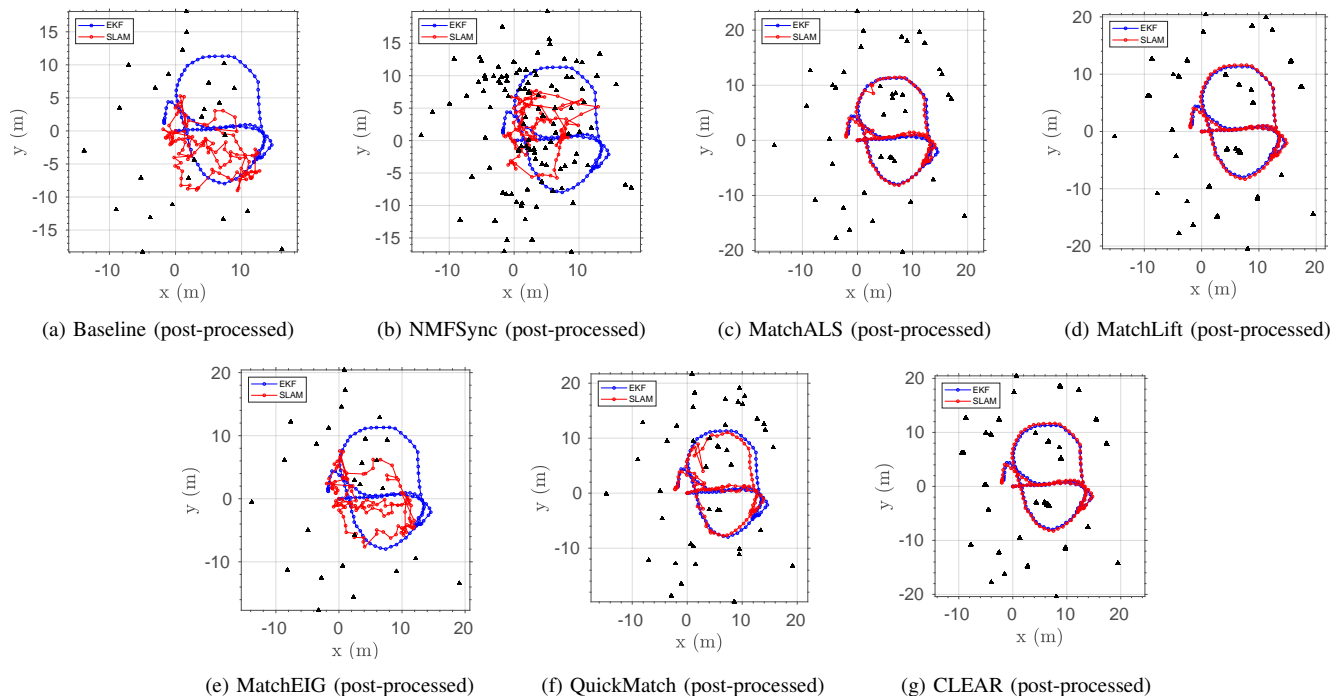 EKF
SLAM
15
10
5
0
-5
-10
-15
y (m)
-10 0 10
x (m)
(a) Baseline (post-processed)
EKF
SLAM
15
10
5
0
-5
-10
-15
y (m)
-10 0 10
x (m)
(b) NMFSync (post-processed)
EKF
SLAM
20
10
0
-10
-20
y (m)
-10 0 10 20
x (m)
(c) MatchALS (post-processed)
EKF
SLAM
20
10
0
-10
-20
y (m)
-10 0 10 20
x (m)
(d) MatchLift (post-processed)
EKF
SLAM
20
10
0
-10
y (m)
-10 0 10 20
x (m)
(e) MatchEIG (post-processed)
EKF
SLAM
20
10
0
-10
y (m)
-10 0 10 20
x (m)
(f) QuickMatch (post-processed)
EKF
SLAM
20
10
0
-10
-20
y (m)
-10 0 10 20
x (m)
(g) CLEAR (post-processed)